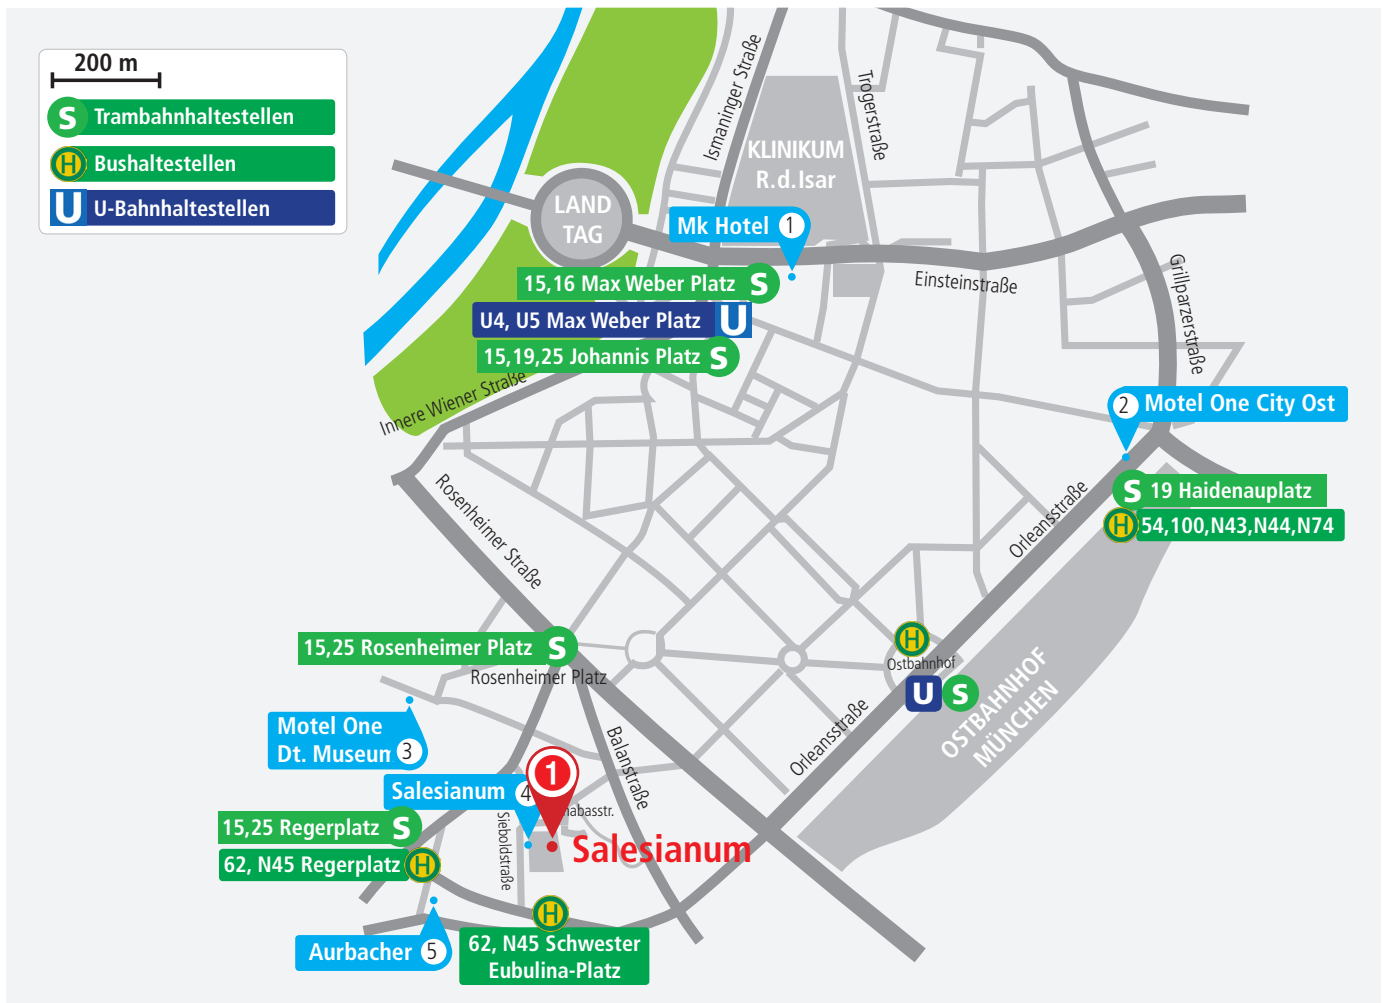 200 m
S Trambahnhaltestellen
H Bushaltestellen
U U-Bahnhaltestellen
Ismaninger Straße
Trogerstraße
KLINIKUM
R.d.Isar
LAND
TAG
Mk Hotel 1
15,16 Max Weber Platz S
Einsteinstraße
Grillparzerstraße
U4, U5 Max Weber Platz U
15,19,25 Johannis Platz S
Innere Wiener Straße
2 Motel One City Ost
Rosenheimer Straße
S 19 Haidenauplatz
Orleansstraße
H 54,100,N43,N44,N74
15,25 Rosenheimer Platz S
Rosenheimer Platz
H
Ostbahnhof
U S
OSTBAHNHOF
MÜNCHEN
Orleansstraße
Motel One
Dt. Museum 3
Balanstraße
1
Salesianum 4
abasstr.
Sieboldstraße
15,25 Regerplatz S
Salesianum
62, N45 Regerplatz H
H
Aurbacher 5
62, N45 Schwester
Eubulina-Platz